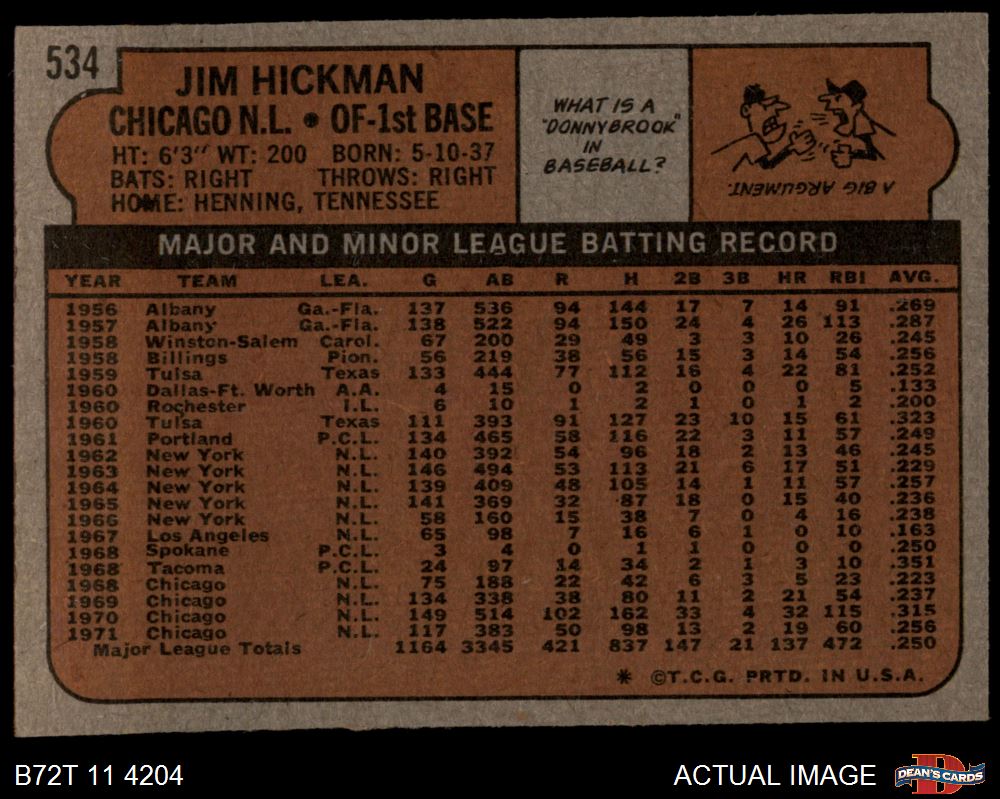 534
JIM HICKMAN
CHICAGO N.L. • OF-1st BASE
HT: 6'3" WT: 200 BORN: 5-10-37
BATS: RIGHT THROWS: RIGHT
HOME: HENNING, TENNESSEE
WHAT IS A
"DONNYBROOK"
IN
BASEBALL?
A BIG ARGUMENT.
MAJOR AND MINOR LEAGUE BATTING RECORD
YEAR TEAM LEA. G AB R H 2B 3B HR RBI AVG.
1956 Albany Ga.-Fla. 137 536 94 144 17 7 14 91 .269
1957 Albany Ga.-Fla. 138 522 94 150 24 4 26 113 .287
1958 Winston-Salem Carol. 67 200 29 49 3 3 10 26 .245
1958 Billings Pion. 56 219 38 56 15 3 14 54 .256
1959 Tulsa Texas 133 444 77 112 16 4 22 81 .252
1960 Dallas-Ft. Worth A.A. 4 15 0 2 0 0 0 5 .133
1960 Rochester I.L. 6 10 1 2 1 0 1 2 .200
1960 Tulsa Texas 111 393 91 127 23 10 15 61 .323
1961 Portland P.C.L. 134 465 58 116 22 3 11 57 .249
1962 New York N.L. 140 392 54 96 18 2 13 46 .245
1963 New York N.L. 146 494 53 113 21 6 17 51 .229
1964 New York N.L. 139 409 48 105 14 1 11 57 .257
1965 New York N.L. 141 369 32 87 18 0 15 40 .236
1966 New York N.L. 58 160 15 38 7 0 4 16 .238
1967 Los Angeles N.L. 65 98 7 16 6 1 0 10 .163
1968 Spokane P.C.L. 3 4 0 1 1 0 0 0 .250
1968 Tacoma P.C.L. 24 97 14 34 2 1 3 10 .351
1968 Chicago N.L. 75 188 22 42 6 3 5 23 .223
1969 Chicago N.L. 134 338 38 80 11 2 21 54 .237
1970 Chicago N.L. 149 514 102 162 33 4 32 115 .315
1971 Chicago N.L. 117 383 50 98 13 2 19 60 .256
Major League Totals 1164 3345 421 837 147 21 137 472 .250
* ©T.C.G. PRTD. IN U.S.A.
B72T 11 4204
ACTUAL IMAGE
DEAN'S CARDS